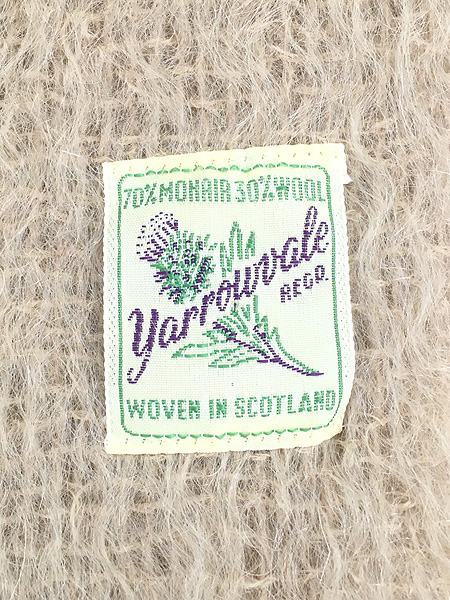 70% MOHAIR 30% WOOL
Yarrowvale
REGD.
WOVEN IN SCOTLAND